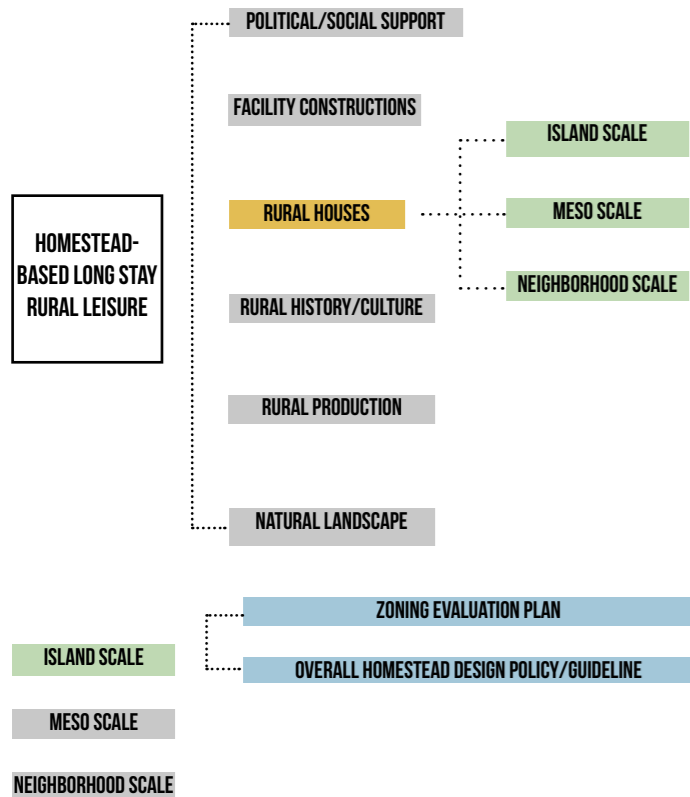 POLITICAL/SOCIAL SUPPORT
FACILITY CONSTRUCTIONS
ISLAND SCALE
RURAL HOUSES
MESO SCALE
HOMESTEAD-
BASED LONG STAY
RURAL LEISURE
NEIGHBORHOOD SCALE
RURAL HISTORY/CULTURE
RURAL PRODUCTION
NATURAL LANDSCAPE
ZONING EVALUATION PLAN
ISLAND SCALE
OVERALL HOMESTEAD DESIGN POLICY/GUIDELINE
MESO SCALE
NEIGHBORHOOD SCALE